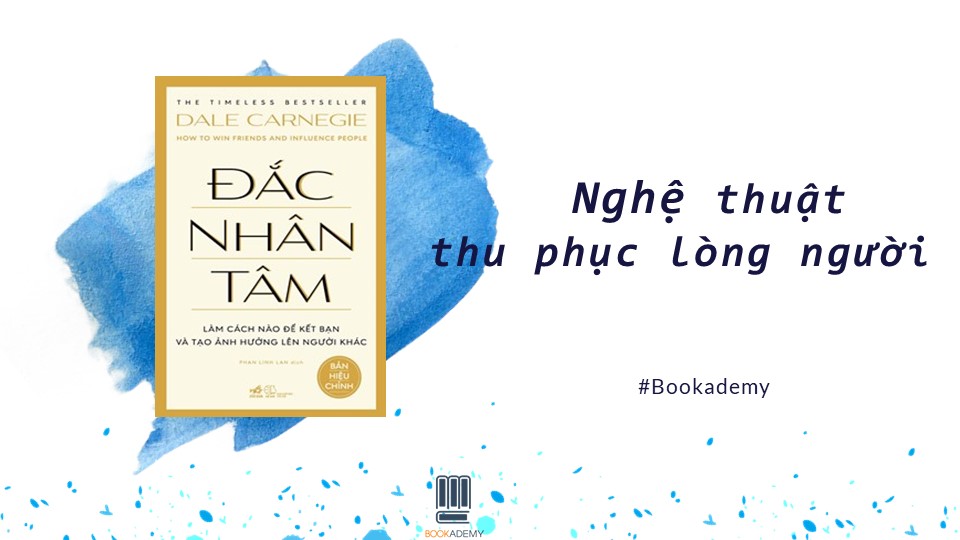 THE TIMELESS BESTSELLER
DALE CARNEGIE
HOW TO WIN FRIENDS AND INFLUENCE PEOPLE
ĐẮC
NHÂN
TÂM
LÀM CÁCH NÀO ĐỂ KẾT BẠN
VÀ TẠO ẢNH HƯỞNG LÊN NGƯỜI KHÁC
PHAN LINH LAN dịch
BẢN
HIỆU
CHỈNH
Nghệ thuật
thu phục lòng người
#Bookademy
BOOKADEMY